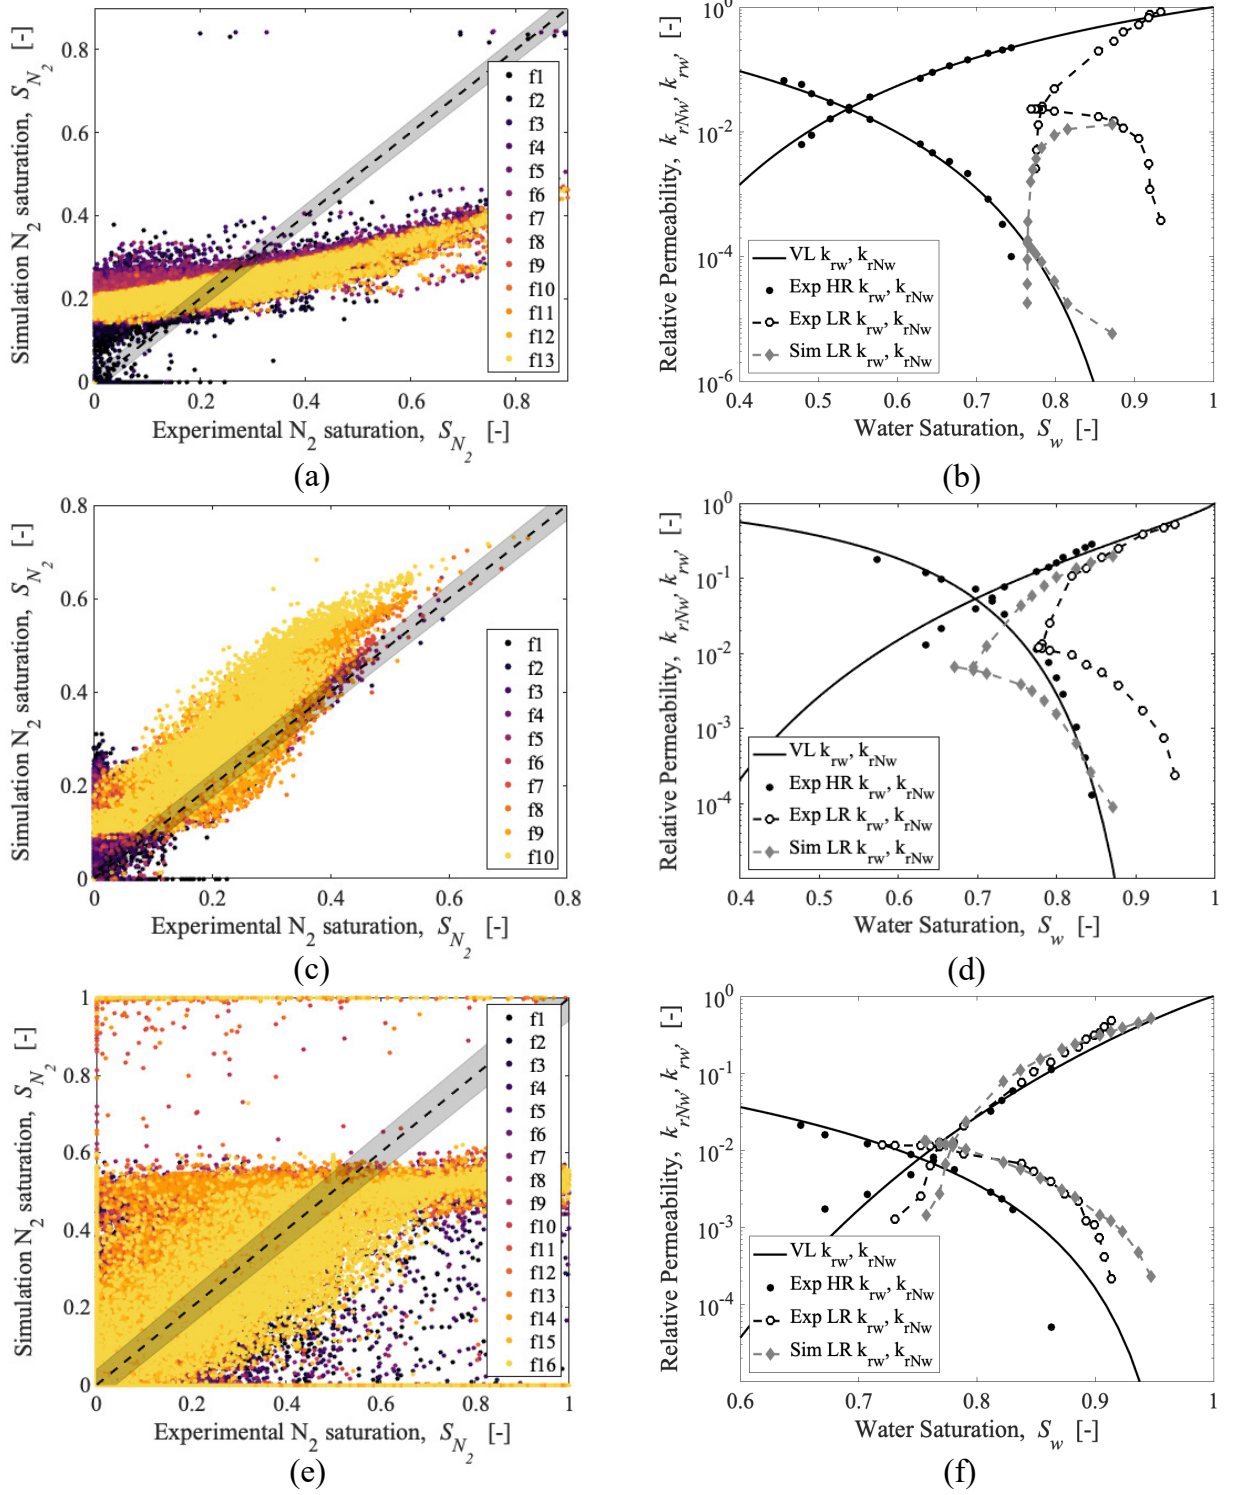 Simulation N2 saturation, SN2 [-]
0.8
0.6
0.4
0.2
0
0
0.2
0.4
0.6
0.8
f1
f2
f3
f4
f5
f6
f7
f8
f9
f10
f11
f12
f13
Experimental N2 saturation, SN2 [-]
(a)
Relative Permeability, krNw, krw, [-]
10^0
10^-2
10^-4
10^-6
0.4
0.5
0.6
0.7
0.8
0.9
1
VL krw, krNw
Exp HR krw, krNw
Exp LR krw, krNw
Sim LR krw, krNw
Water Saturation, Sw [-]
(b)
Simulation N2 saturation, SN2 [-]
0.8
0.6
0.4
0.2
0
0
0.2
0.4
0.6
0.8
f1
f2
f3
f4
f5
f6
f7
f8
f9
f10
Experimental N2 saturation, SN2 [-]
(c)
Relative Permeability, krNw, krw, [-]
10^0
10^-1
10^-2
10^-3
10^-4
0.4
0.5
0.6
0.7
0.8
0.9
1
VL krw, krNw
Exp HR krw, krNw
Exp LR krw, krNw
Sim LR krw, krNw
Water Saturation, Sw [-]
(d)
Simulation N2 saturation, SN2 [-]
1
0.8
0.6
0.4
0.2
0
0
0.2
0.4
0.6
0.8
1
f1
f2
f3
f4
f5
f6
f7
f8
f9
f10
f11
f12
f13
f14
f15
f16
Experimental N2 saturation, SN2 [-]
(e)
Relative Permeability, krNw, krw, [-]
10^0
10^-1
10^-2
10^-3
10^-4
0.6
0.7
0.8
0.9
1
VL krw, krNw
Exp HR krw, krNw
Exp LR krw, krNw
Sim LR krw, krNw
Water Saturation, Sw [-]
(f)